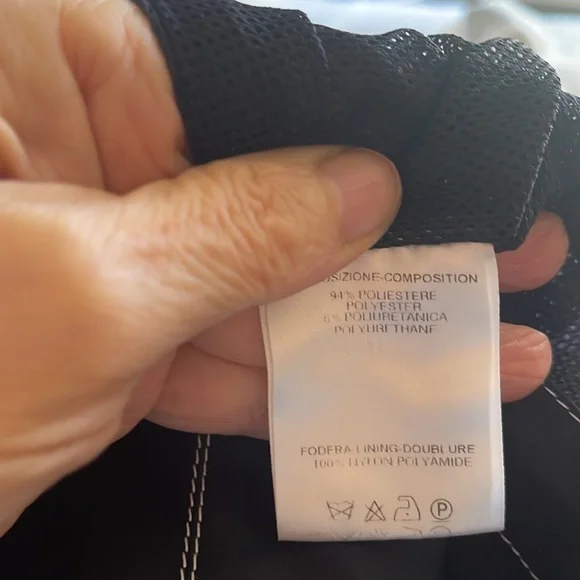 COMPOSIZIONE-COMPOSITION
94% POLIESTERE
POLYESTER
6% POLIURETANICA
POLYURETHANE
FODERA-LINING-DOUBLURE
100% NYLON POLYAMIDE
P